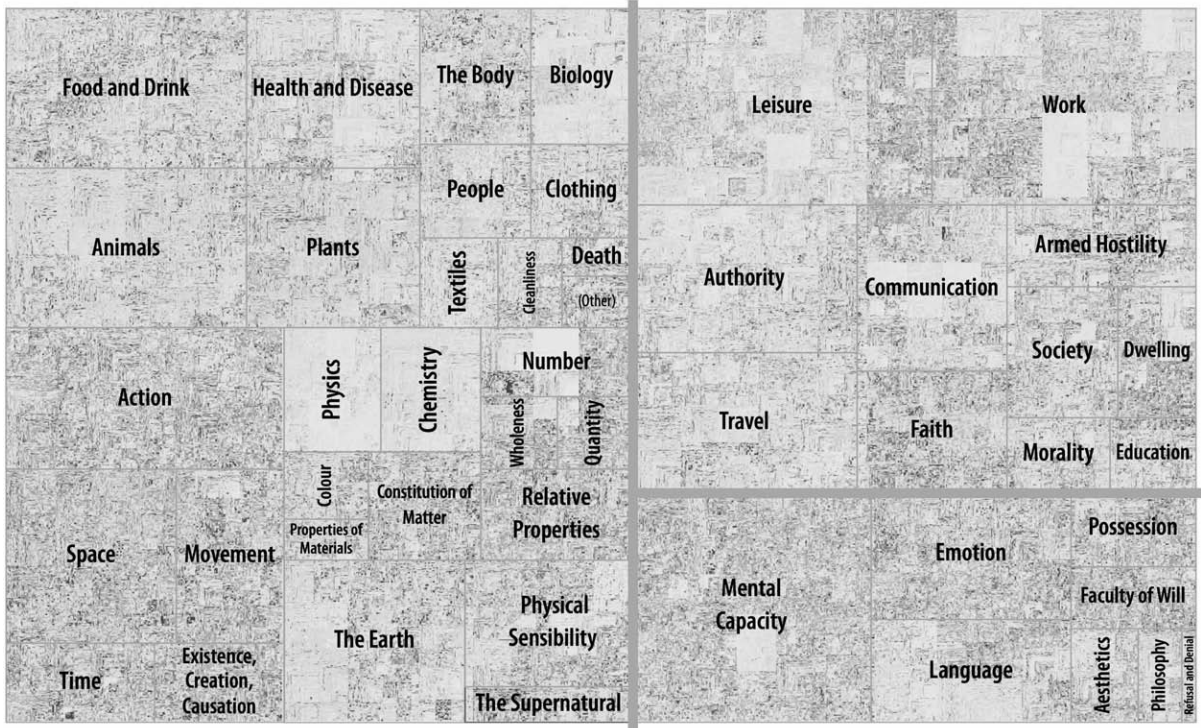 Food and Drink
Health and Disease
The Body
Biology
People
Clothing
Animals
Plants
Textiles
Cleanliness
Death
(Other)
Action
Physics
Chemistry
Number
Wholeness
Quantity
Colour
Constitution of
Matter
Relative
Properties
Properties of
Materials
Space
Movement
The Earth
Physical
Sensibility
Time
Existence,
Creation,
Causation
The Supernatural
Leisure
Work
Authority
Communication
Armed Hostility
Society
Dwelling
Travel
Faith
Morality
Education
Mental
Capacity
Emotion
Possession
Faculty of Will
Language
Aesthetics
Philosophy
Refusal and Denial